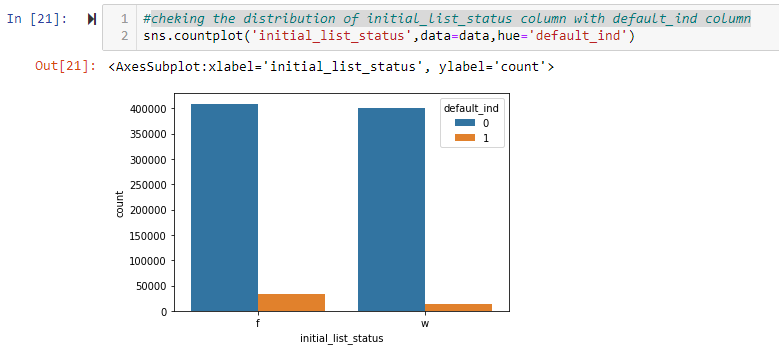 In [21]:
1 #cheking the distribution of initial_list_status column with default_ind column
2 sns.countplot('initial_list_status',data=data,hue='default_ind')
Out[21]: <AxesSubplot:xlabel='initial_list_status', ylabel='count'>
default_ind
0
1
400000
350000
300000
250000
200000
150000
100000
50000
0
count
f w
initial_list_status